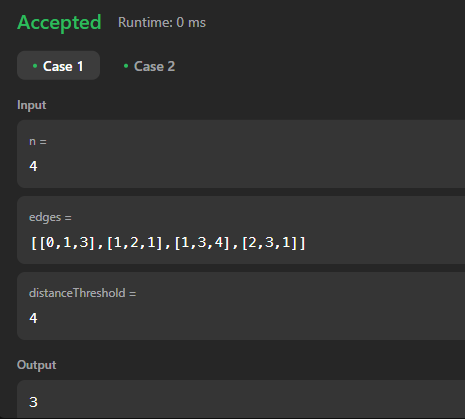 Accepted Runtime: 0 ms
• Case 1 • Case 2
Input
n =
4
edges =
[[0,1,3],[1,2,1],[1,3,4],[2,3,1]]
distanceThreshold =
4
Output
3